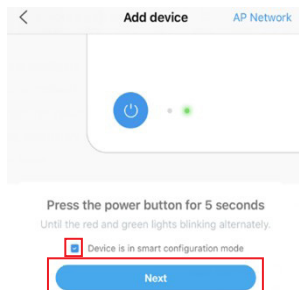 Add device
AP Network
Press the power button for 5 seconds
Until the red and green lights blinking alternately.
Device is in smart configuration mode
Next